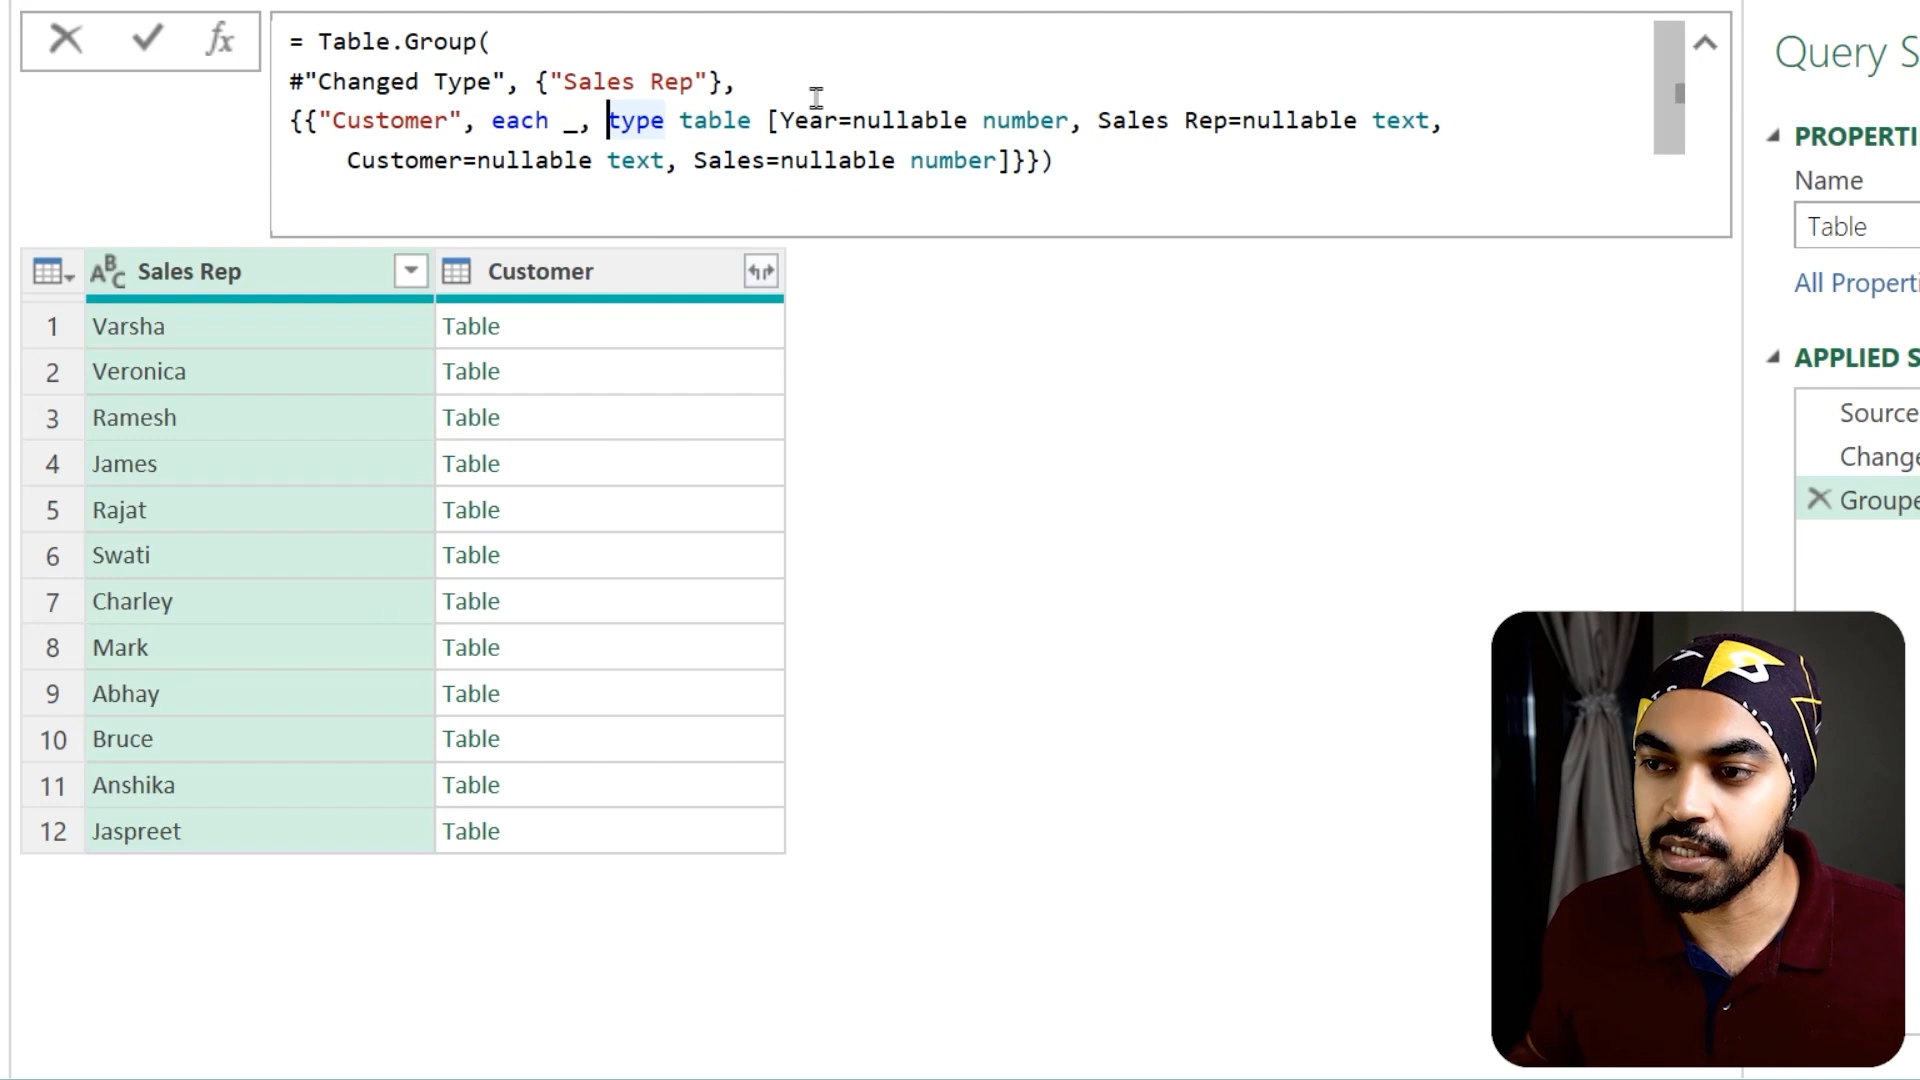 = Table.Group(
#"Changed Type", {"Sales Rep"},
{{"Customer", each _, type table [Year=nullable number, Sales Rep=nullable text,
Customer=nullable text, Sales=nullable number]}})
fx
Query S
PROPERTI
Name
Table
All Properti
APPLIED S
Source
Change
Groupe
ABC Sales Rep Customer
1 Varsha Table
2 Veronica Table
3 Ramesh Table
4 James Table
5 Rajat Table
6 Swati Table
7 Charley Table
8 Mark Table
9 Abhay Table
10 Bruce Table
11 Anshika Table
12 Jaspreet Table